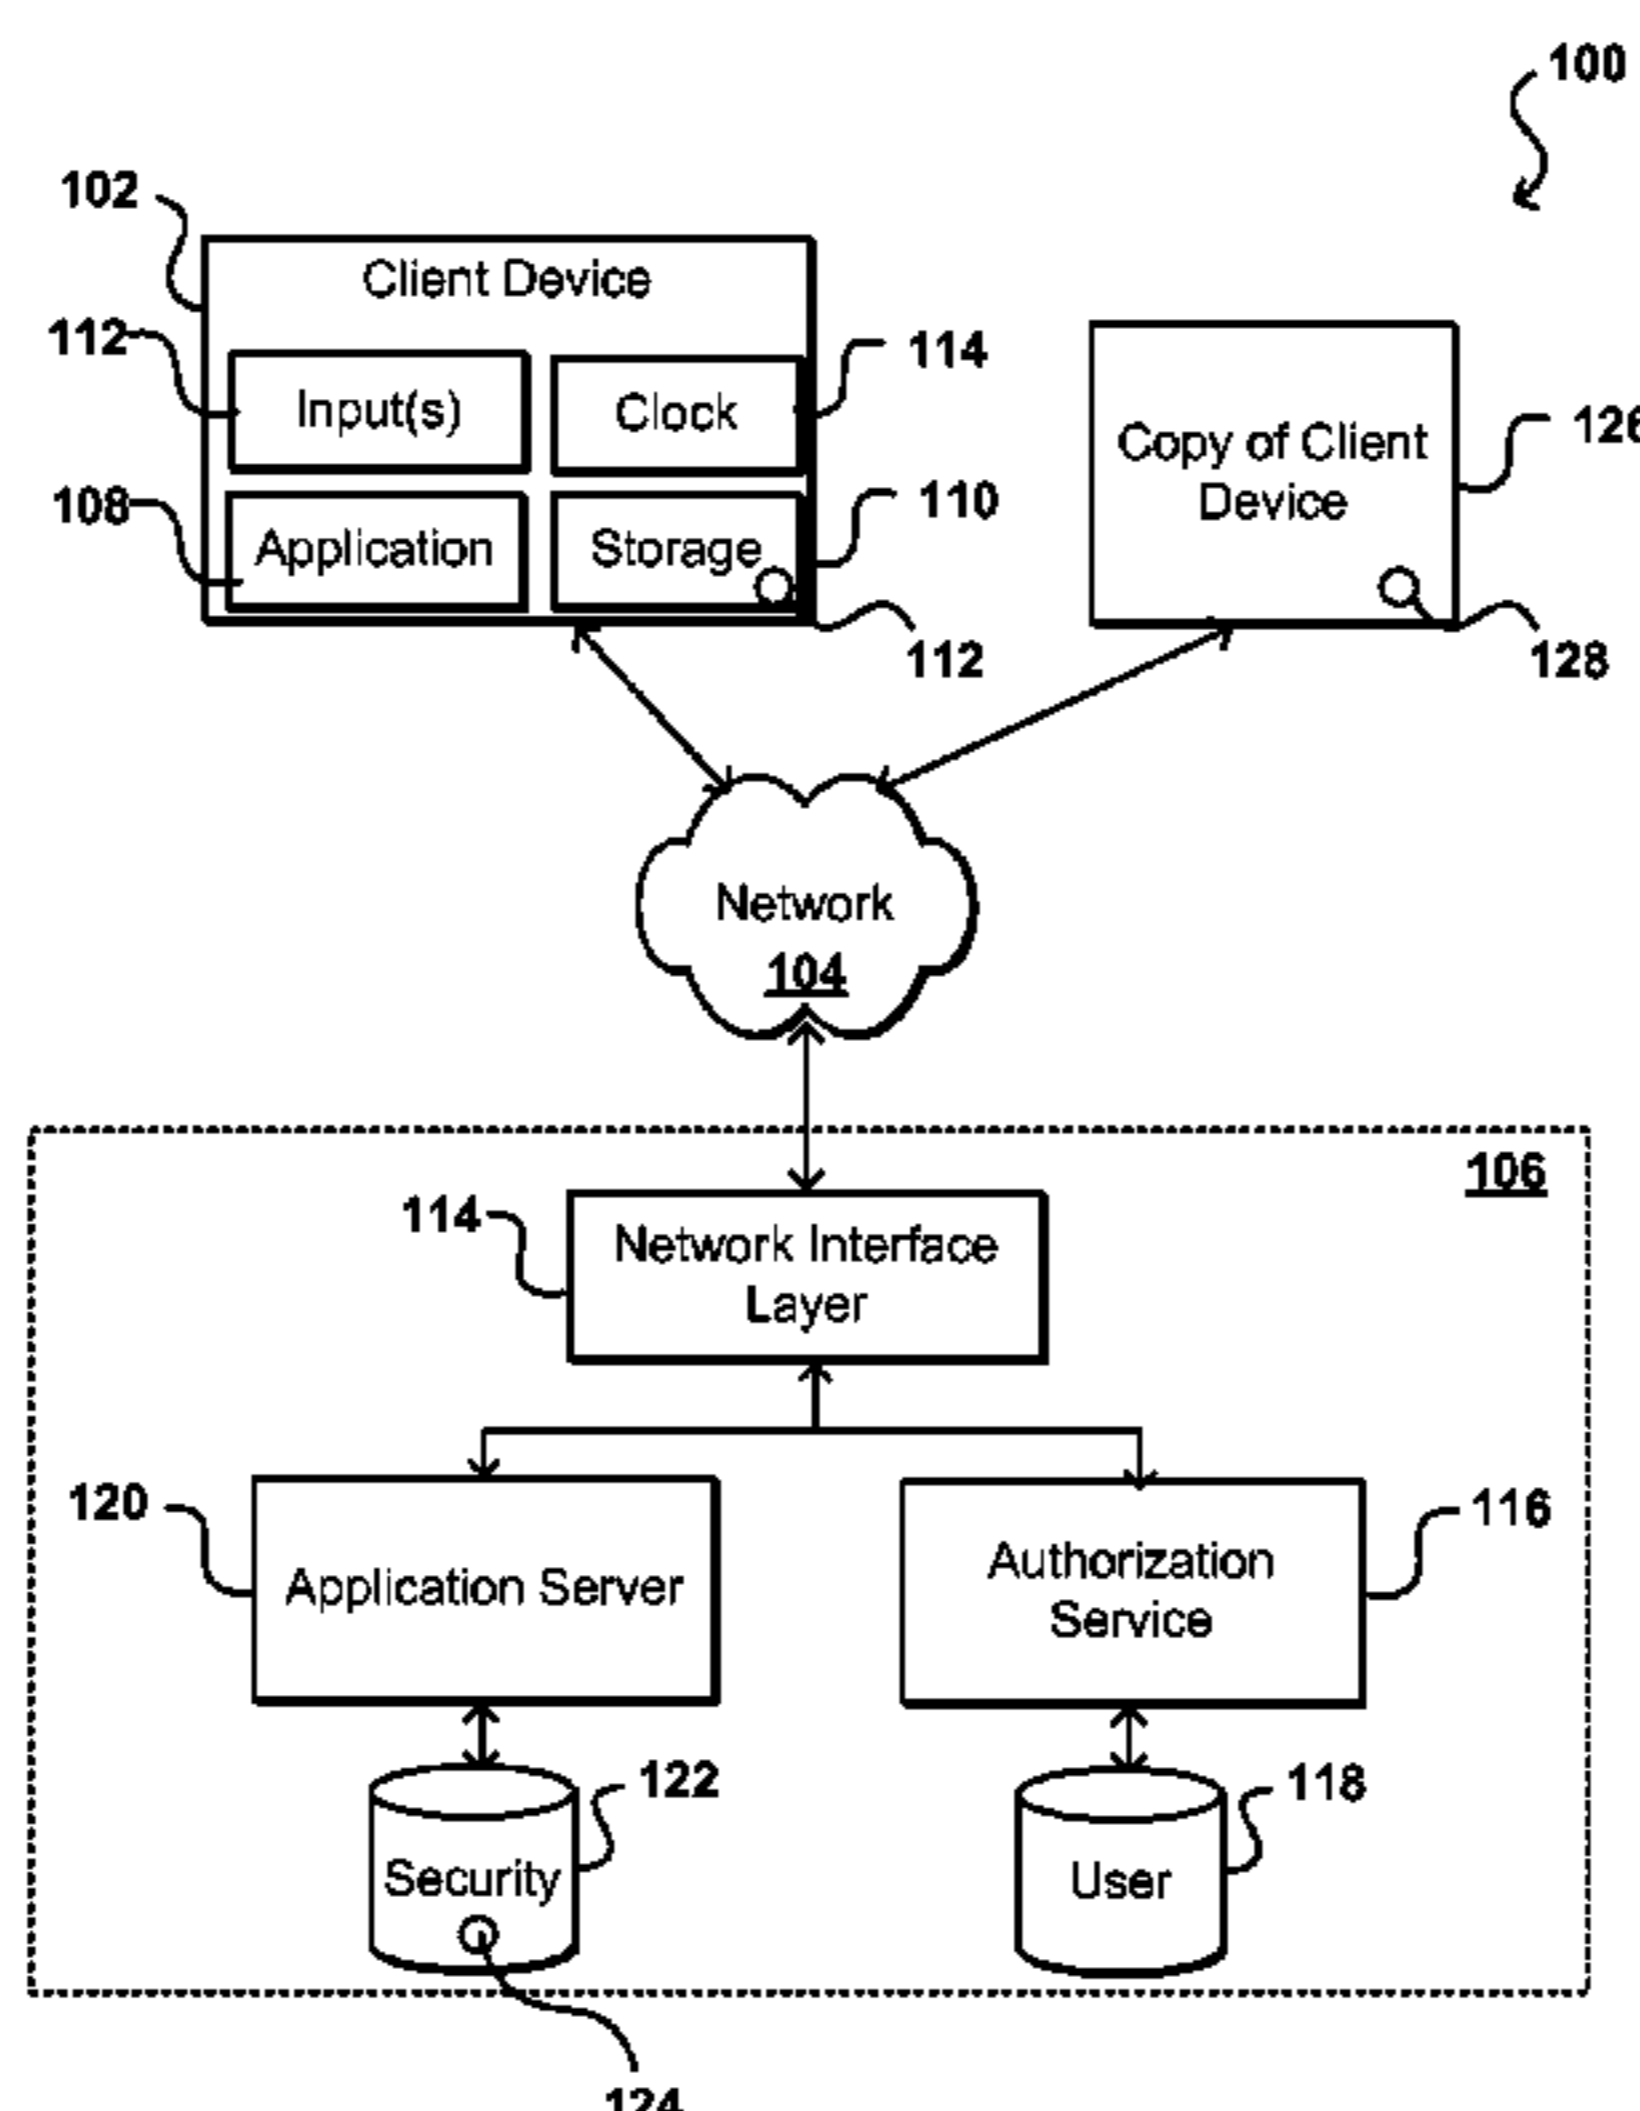 100
102
Client Device
112
Input(s)
Clock
114
108
Application
Storage
110
112
Copy of Client
Device
126
128
Network
104
106
114
Network Interface
Layer
120
Application Server
Authorization
Service
116
Security
122
User
118
124